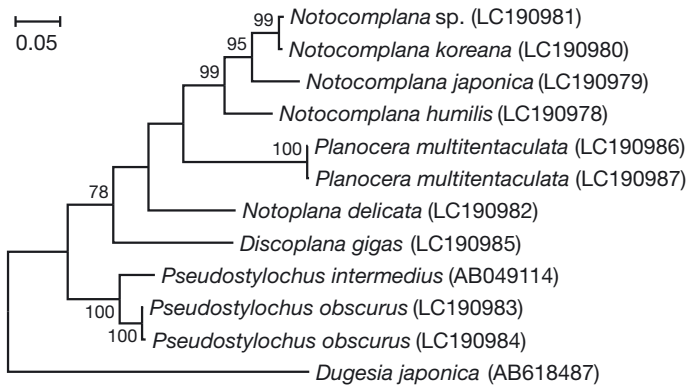 99 Notocomplana sp. (LC190981)
0.05
95 Notocomplana koreana (LC190980)
99 Notocomplana japonica (LC190979)
Notocomplana humilis (LC190978)
100 Planocera multitentaculata (LC190986)
Planocera multitentaculata (LC190987)
78
Notoplana delicata (LC190982)
Discoplana gigas (LC190985)
Pseudostylochus intermedius (AB049114)
100 Pseudostylochus obscurus (LC190983)
100 Pseudostylochus obscurus (LC190984)
Dugesia japonica (AB618487)